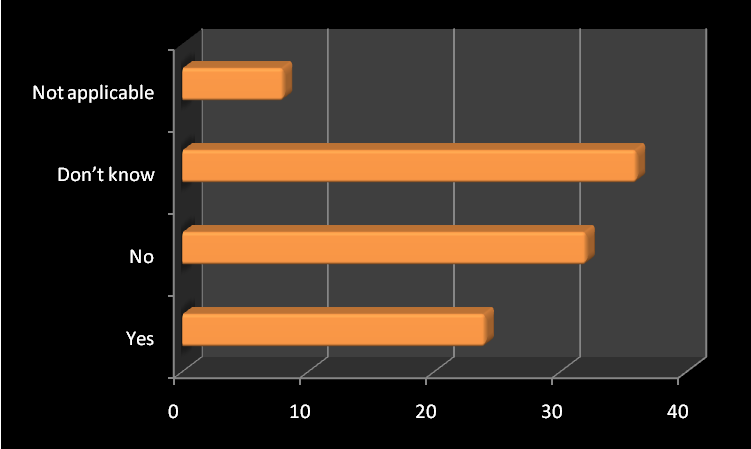 Not applicable
Don’t know
No
Yes
0 10 20 30 40